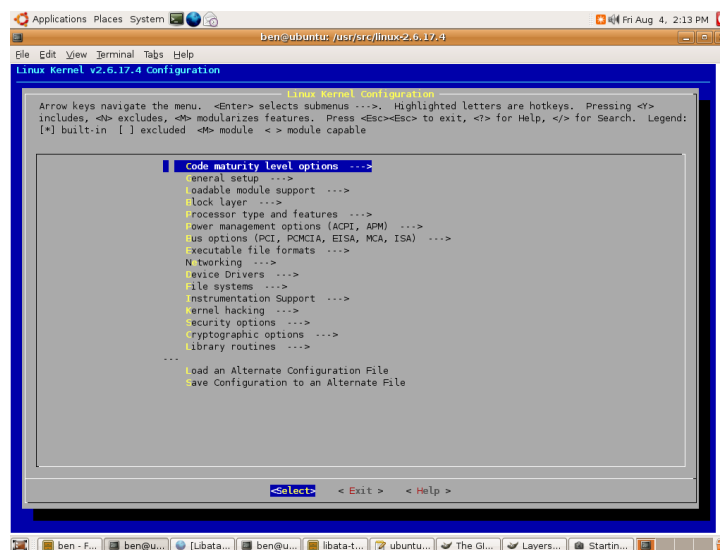 Applications Places System Fri Aug 4, 2:13 PM
ben@ubuntu: /usr/src/linux-2.6.17.4
File Edit View Terminal Tabs Help
Linux Kernel v2.6.17.4 Configuration
Linux Kernel Configuration
Arrow keys navigate the menu. <Enter> selects submenus --->. Highlighted letters are hotkeys. Pressing <Y>
includes, <N> excludes, <M> modularizes features. Press <Esc><Esc> to exit, <?> for Help, </> for Search. Legend:
[*] built-in [ ] excluded <M> module < > module capable
Code maturity level options --->
General setup --->
Loadable module support --->
Block layer --->
Processor type and features --->
Power management options (ACPI, APM) --->
Bus options (PCI, PCMCIA, EISA, MCA, ISA) --->
Executable file formats --->
Networking --->
Device Drivers --->
File systems --->
Instrumentation Support --->
Kernel hacking --->
Security options --->
Cryptographic options --->
Library routines --->
---
Load an Alternate Configuration File
Save Configuration to an Alternate File
<Select> < Exit > < Help >
ben - F... ben@u... [Libata... ben@u... libata-t... ubuntu... The GI... Layers... Startin...